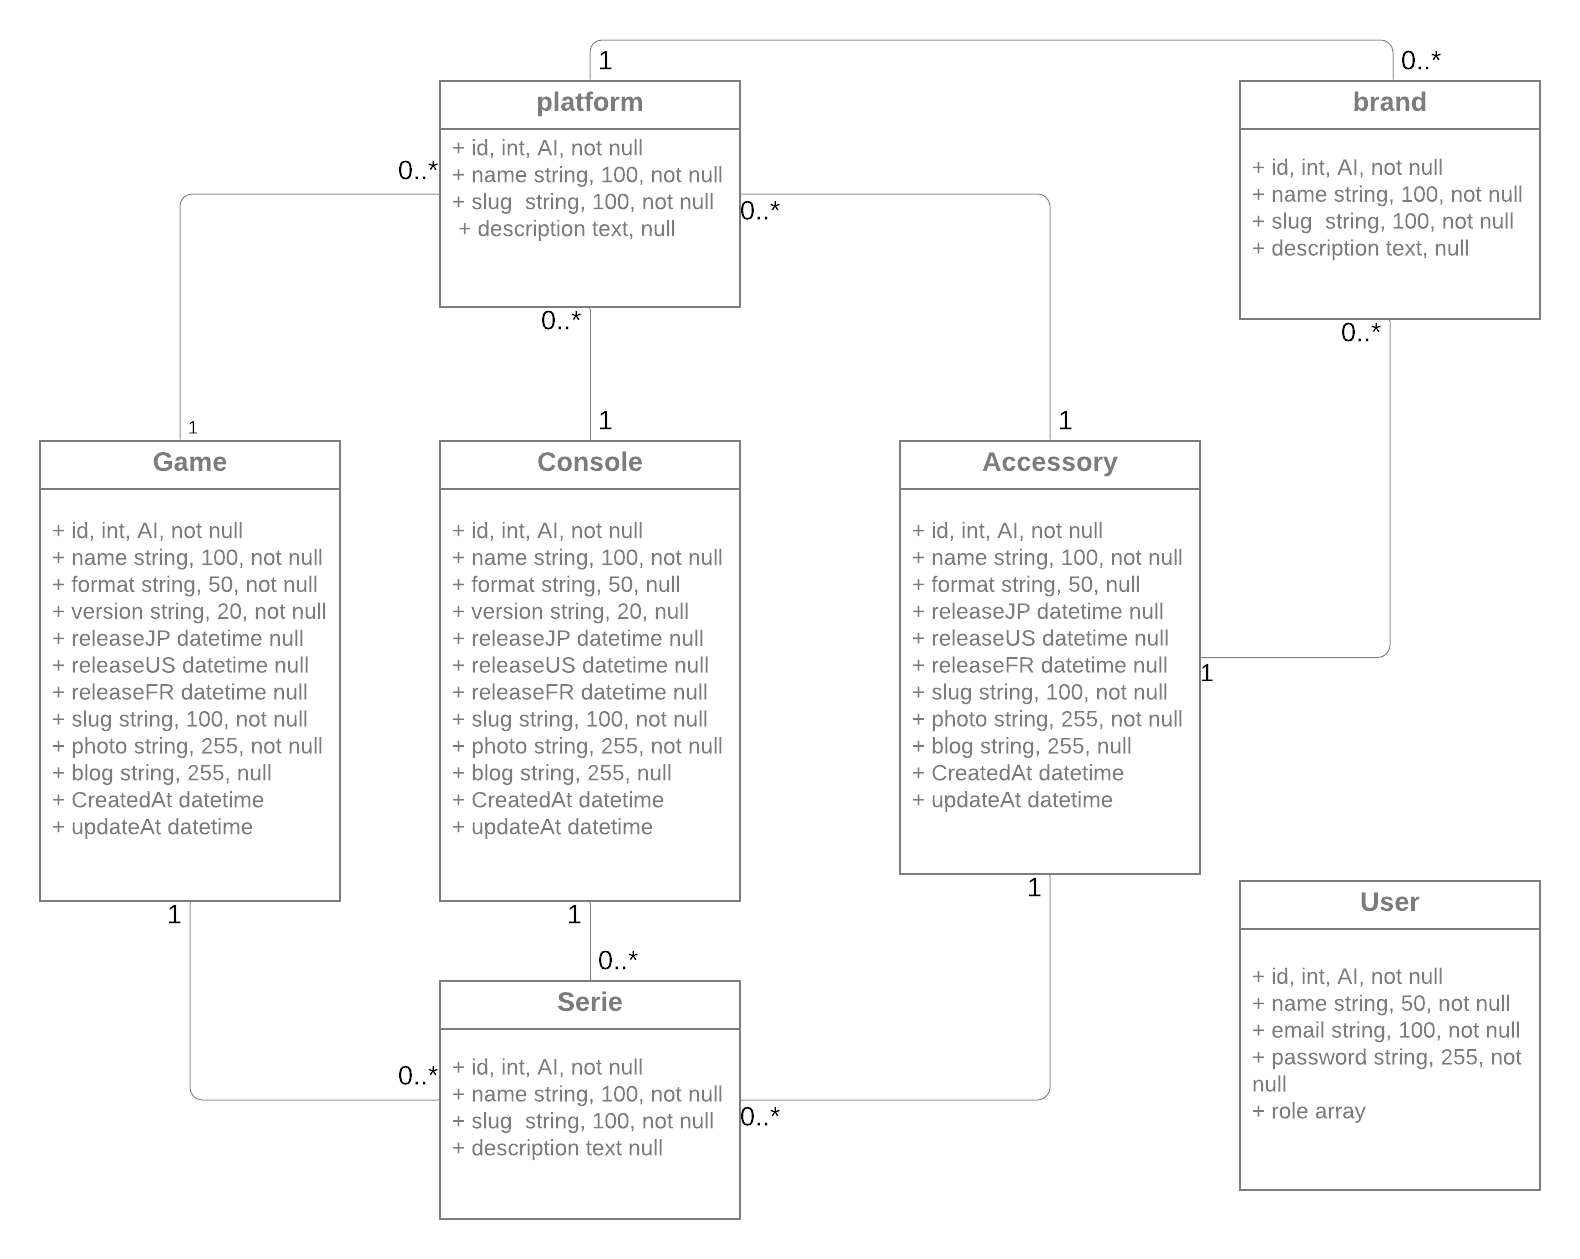 1
0..*
platform
+ id, int, AI, not null
+ name string, 100, not null
+ slug  string, 100, not null
+ description text, null
0..*
0..*
0..*
brand
+ id, int, AI, not null
+ name string, 100, not null
+ slug  string, 100, not null
+ description text, null
0..*
1
1
1
Game
+ id, int, AI, not null
+ name string, 100, not null
+ format string, 50, not null
+ version string, 20, not null
+ releaseJP datetime null
+ releaseUS datetime null
+ releaseFR datetime null
+ slug string, 100, not null
+ photo string, 255, not null
+ blog string, 255, null
+ CreatedAt datetime
+ updateAt datetime
1
Console
+ id, int, AI, not null
+ name string, 100, not null
+ format string, 50, null
+ version string, 20, null
+ releaseJP datetime null
+ releaseUS datetime null
+ releaseFR datetime null
+ slug string, 100, not null
+ photo string, 255, not null
+ blog string, 255, null
+ CreatedAt datetime
+ updateAt datetime
1
0..*
Accessory
+ id, int, AI, not null
+ name string, 100, not null
+ format string, 50, null
+ releaseJP datetime null
+ releaseUS datetime null
+ releaseFR datetime null
+ slug string, 100, not null
+ photo string, 255, not null
+ blog string, 255, null
+ CreatedAt datetime
+ updateAt datetime
1
1
Serie
+ id, int, AI, not null
+ name string, 100, not null
+ slug  string, 100, not null
+ description text null
0..*
0..*
User
+ id, int, AI, not null
+ name string, 50, not null
+ email string, 100, not null
+ password string, 255, not
null
+ role array